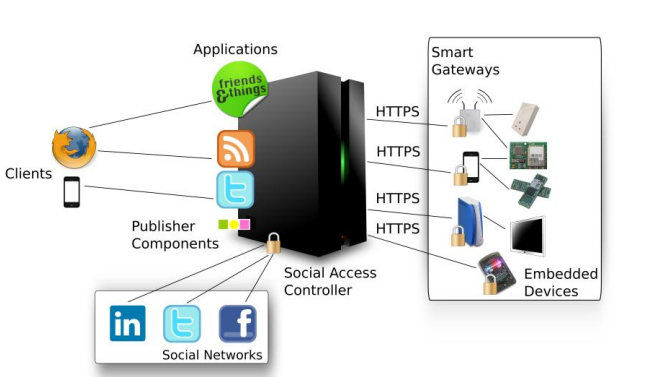 Applications
friends
&things
Clients
Publisher
Components
Social Access
Controller
HTTPS
HTTPS
HTTPS
HTTPS
Smart
Gateways
Embedded
Devices
in
t
f
Social Networks